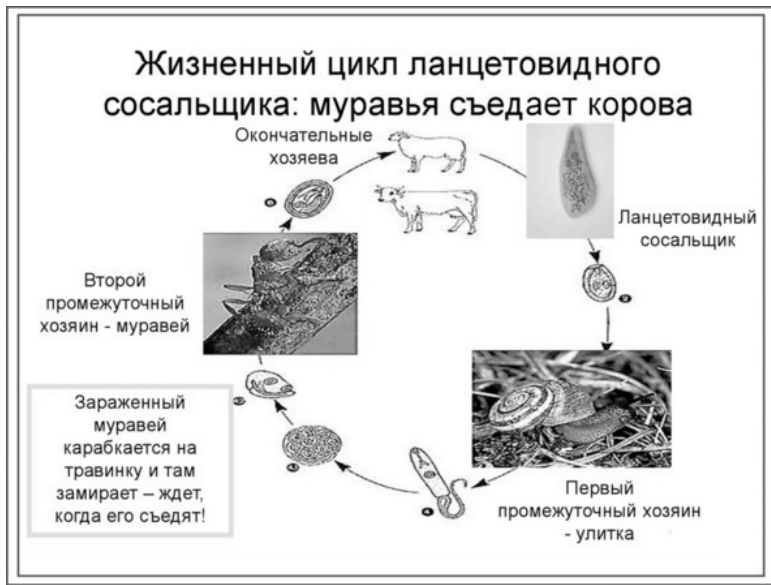 Жизненный цикл ланцетовидного
сосальщика: муравья съедает корова
Окончательные
хозяева
Ланцетовидный
сосальщик
Второй
промежуточный
хозяин - муравей
Зараженный
муравей
карабкается на
травинку и там
замирает – ждет,
когда его съедят!
Первый
промежуточный хозяин
- улитка